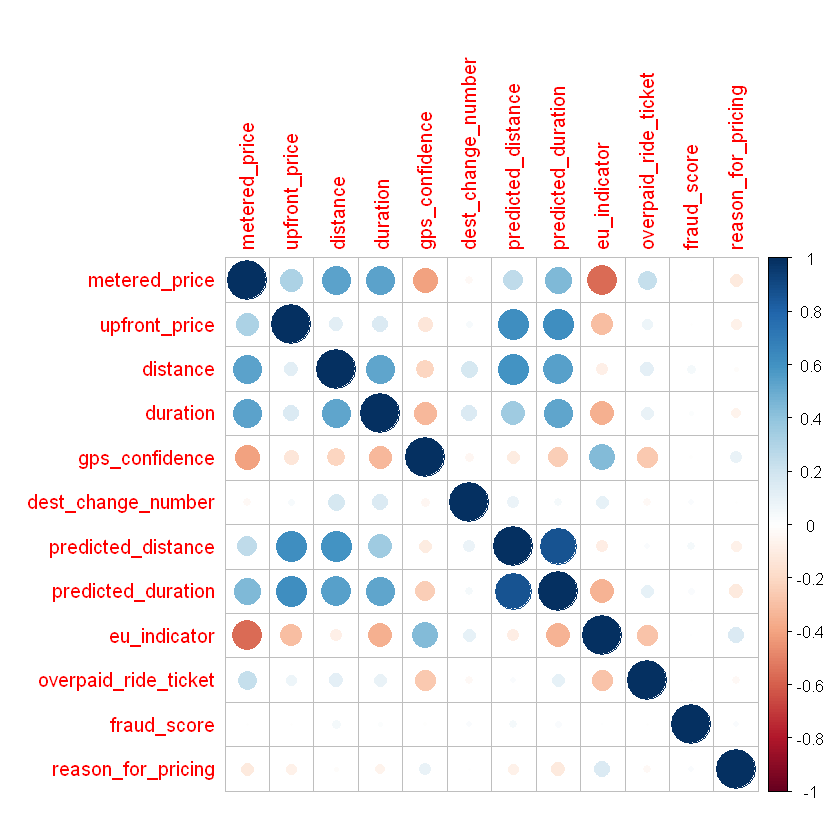 metered_price
upfront_price
distance
duration
gps_confidence
dest_change_number
predicted_distance
predicted_duration
eu_indicator
overpaid_ride_ticket
fraud_score
reason_for_pricing
metered_price
upfront_price
distance
duration
gps_confidence
dest_change_number
predicted_distance
predicted_duration
eu_indicator
overpaid_ride_ticket
fraud_score
reason_for_pricing
1
0.8
0.6
0.4
0.2
0
-0.2
-0.4
-0.6
-0.8
-1